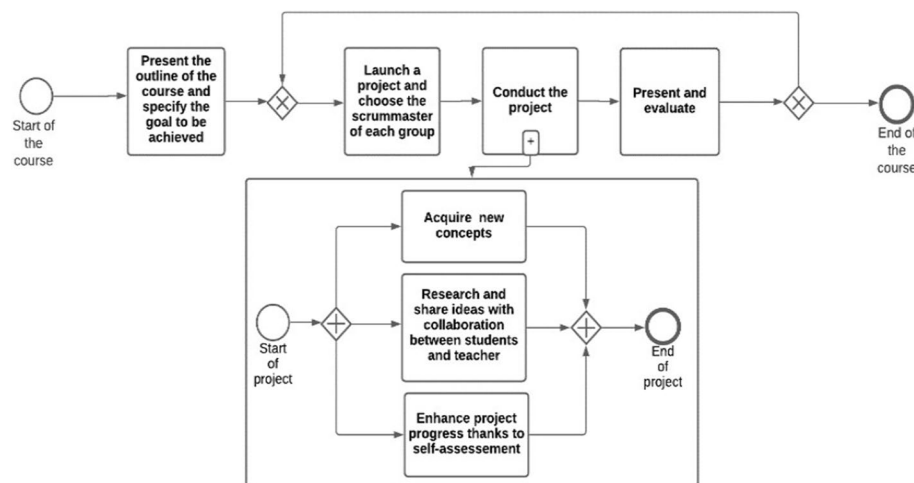 Start of
the
course
Present the
outline of the
course and
specify the
goal to be
achieved
Launch a
project and
choose the
scrummaster
of each group
Conduct the
project
+
Present and
evaluate
End of
the
course
Start
of
project
Acquire new
concepts
Research and
share ideas with
collaboration
between students
and teacher
Enhance project
progress thanks to
self-assessement
End
of
project